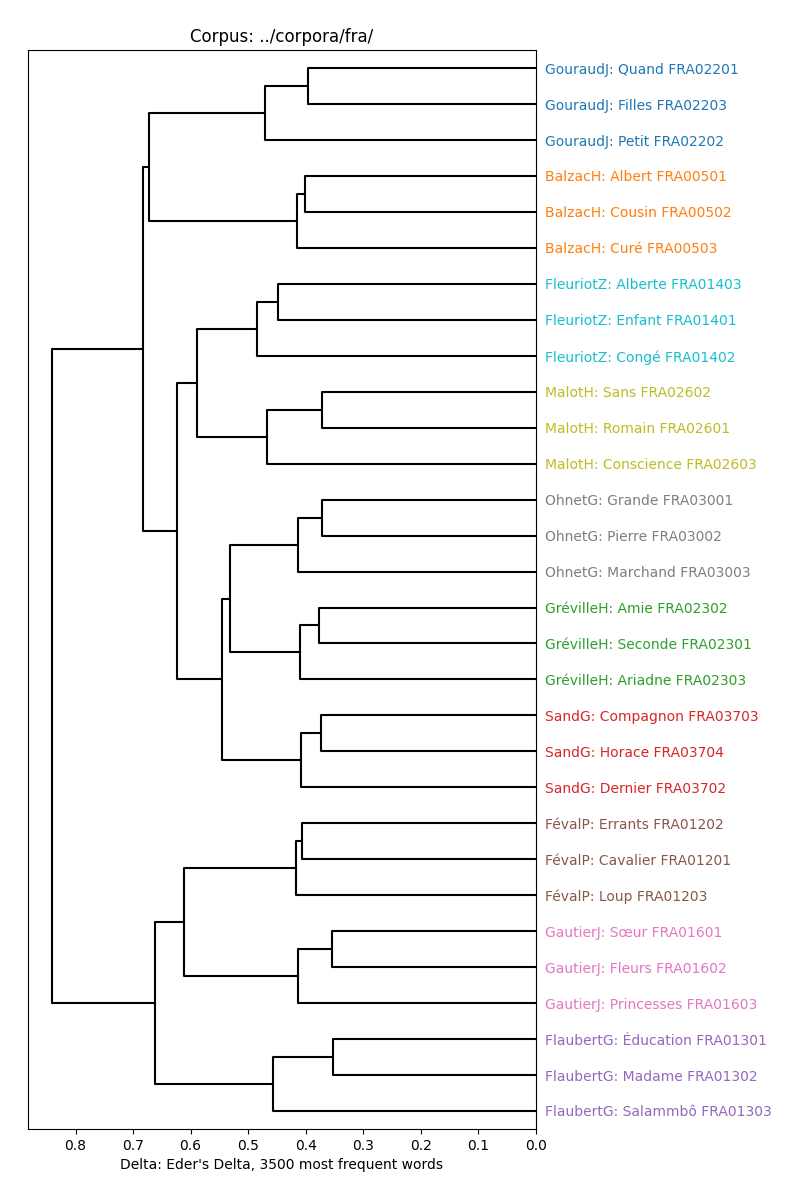 Corpus: ../corpora/fra/
GouraudJ: Quand FRA02201
GouraudJ: Filles FRA02203
GouraudJ: Petit FRA02202
BalzacH: Albert FRA00501
BalzacH: Cousin FRA00502
BalzacH: Curé FRA00503
FleuriotZ: Alberte FRA01403
FleuriotZ: Enfant FRA01401
FleuriotZ: Congé FRA01402
MalotH: Sans FRA02602
MalotH: Romain FRA02601
MalotH: Conscience FRA02603
OhnetG: Grande FRA03001
OhnetG: Pierre FRA03002
OhnetG: Marchand FRA03003
GrévilleH: Amie FRA02302
GrévilleH: Seconde FRA02301
GrévilleH: Ariadne FRA02303
SandG: Compagnon FRA03703
SandG: Horace FRA03704
SandG: Dernier FRA03702
FévalP: Errants FRA01202
FévalP: Cavalier FRA01201
FévalP: Loup FRA01203
GautierJ: Sœur FRA01601
GautierJ: Fleurs FRA01602
GautierJ: Princesses FRA01603
FlaubertG: Éducation FRA01301
FlaubertG: Madame FRA01302
FlaubertG: Salammbô FRA01303
0.8 0.7 0.6 0.5 0.4 0.3 0.2 0.1 0.0
Delta: Eder's Delta, 3500 most frequent words